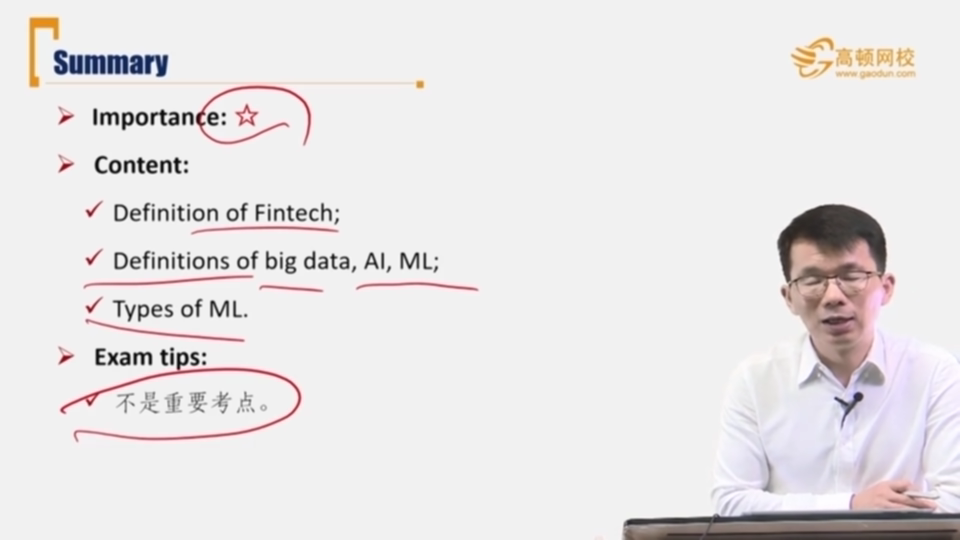 Summary
高顿网校
www.gaodun.com
Importance: ☆
Content:
Definition of Fintech;
Definitions of big data, AI, ML;
Types of ML.
Exam tips:
不是重要考点。